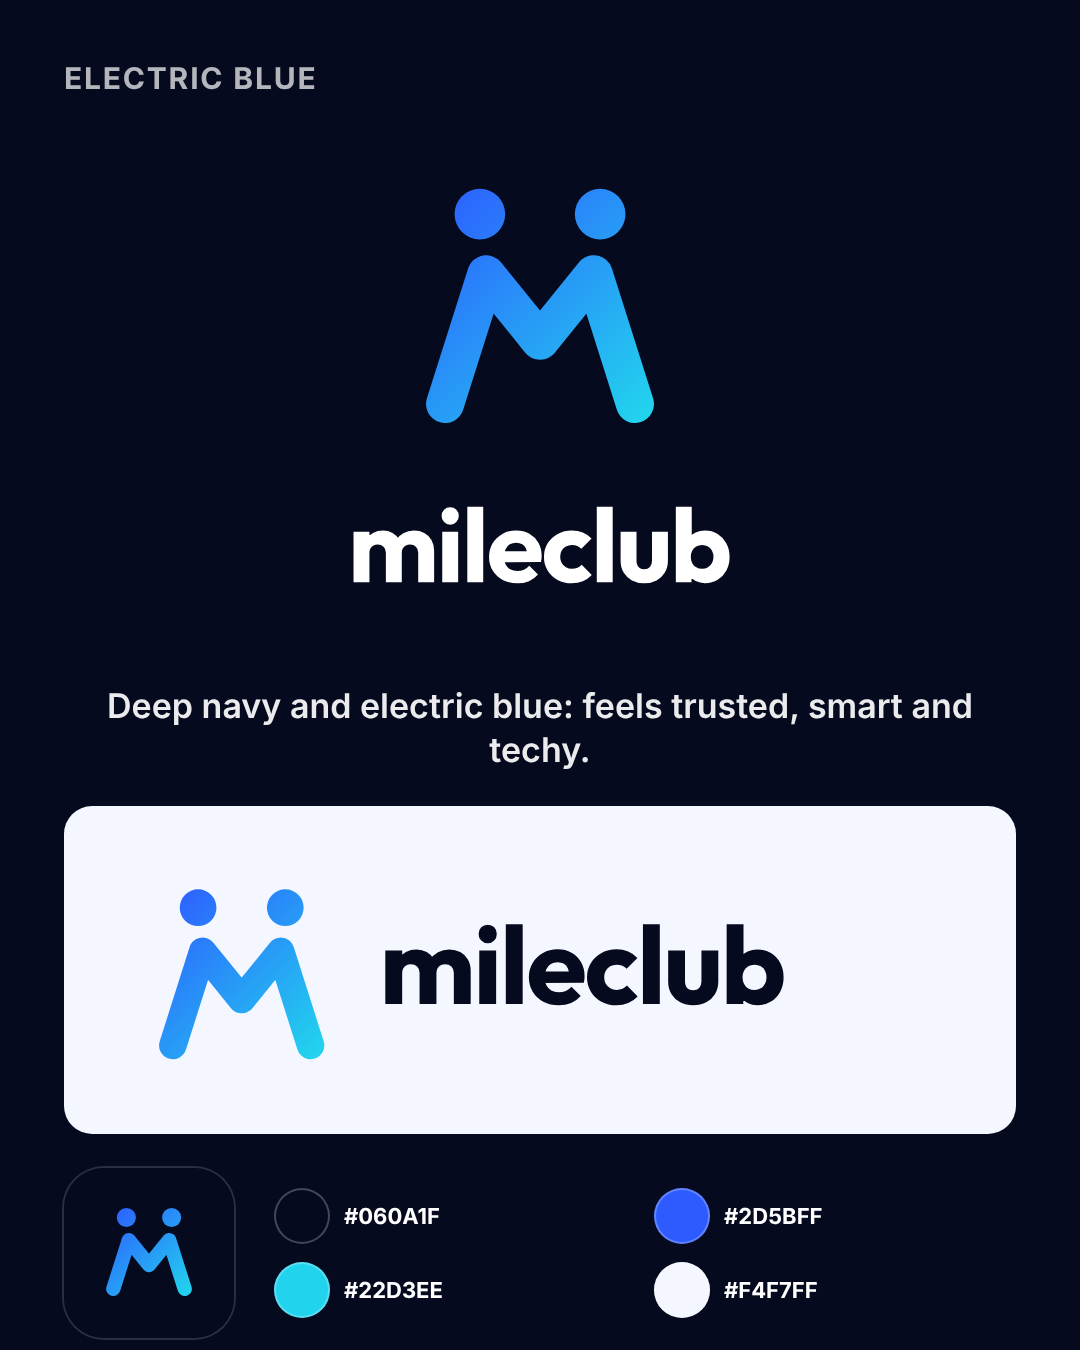 ELECTRIC BLUE
mileclub
Deep navy and electric blue: feels trusted, smart and
techy.
mileclub
#060A1F
#2D5BFF
#22D3EE
#F4F7FF